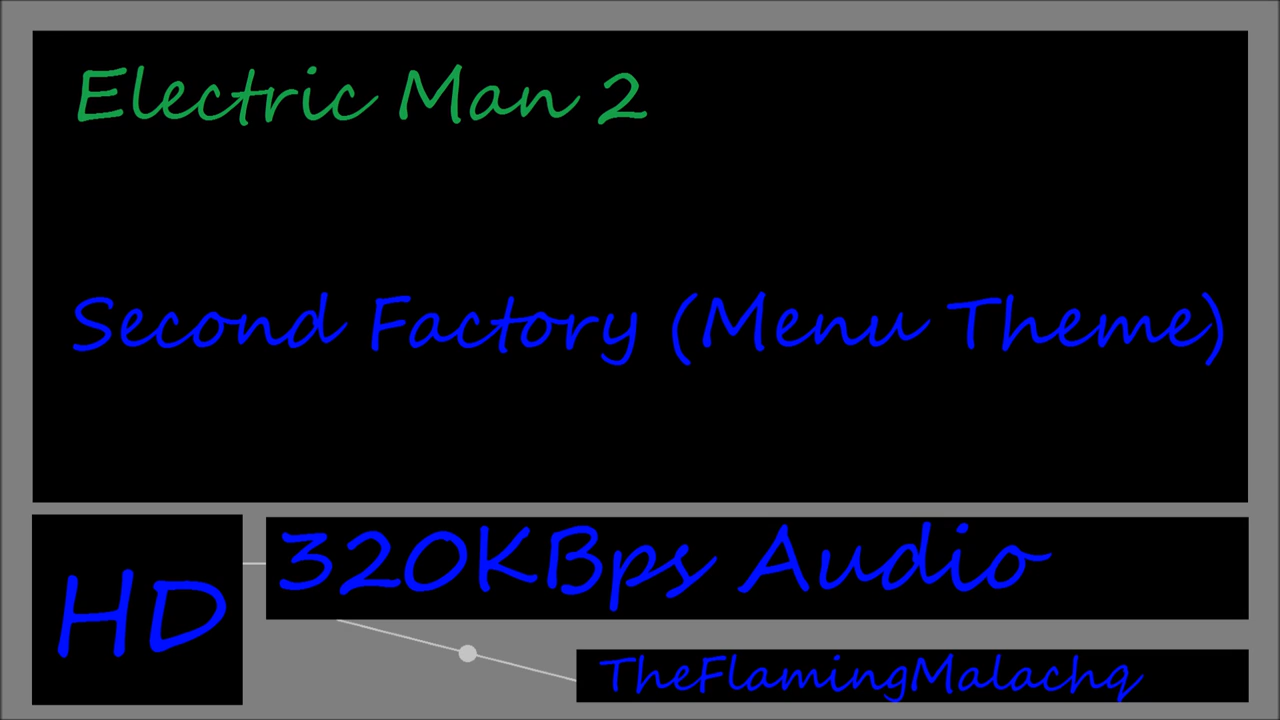 Electric Man 2
Second Factory (Menu Theme)
HD
320KBps Audio
TheFlamingMalachq